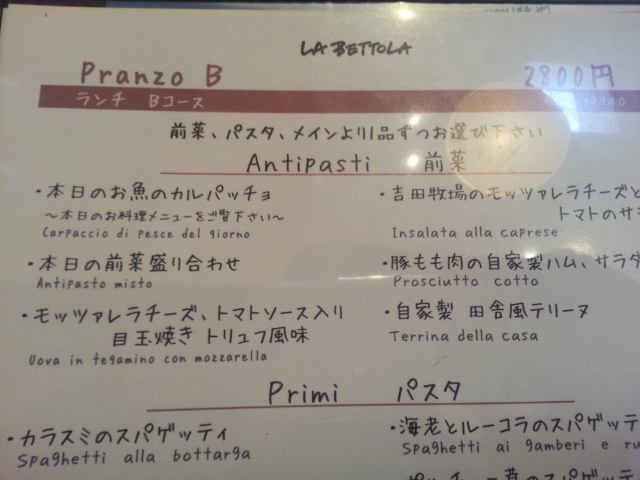 LA BETTOLA
Pranzo B 2800円
ランチ Bコース
前菜、パスタ、メインより1品ずつお選び下さい
Antipasti 前菜
・本日のお魚のカルパッチョ
〜本日のお料理メニューをご覧下さい〜
Carpaccio di pesce del giorno
・本日の前菜盛り合わせ
Antipasto misto
・モッツァレラチーズ、トマトソース入り
目玉焼き トリュフ風味
Uova in tegamino con mozzarella
・吉田牧場のモッツァレラチーズと
トマトのサ
Insalata alla caprese
・豚もも肉の自家製ハム、サラダ
Prosciutto cotto
・自家製 田舎風テリーヌ
Terrina della casa
Primi パスタ
・カラスミのスパゲッティ
Spaghetti alla bottarga
・海老とルーコラのスパゲッテ
Spaghetti ai gamberi e ru